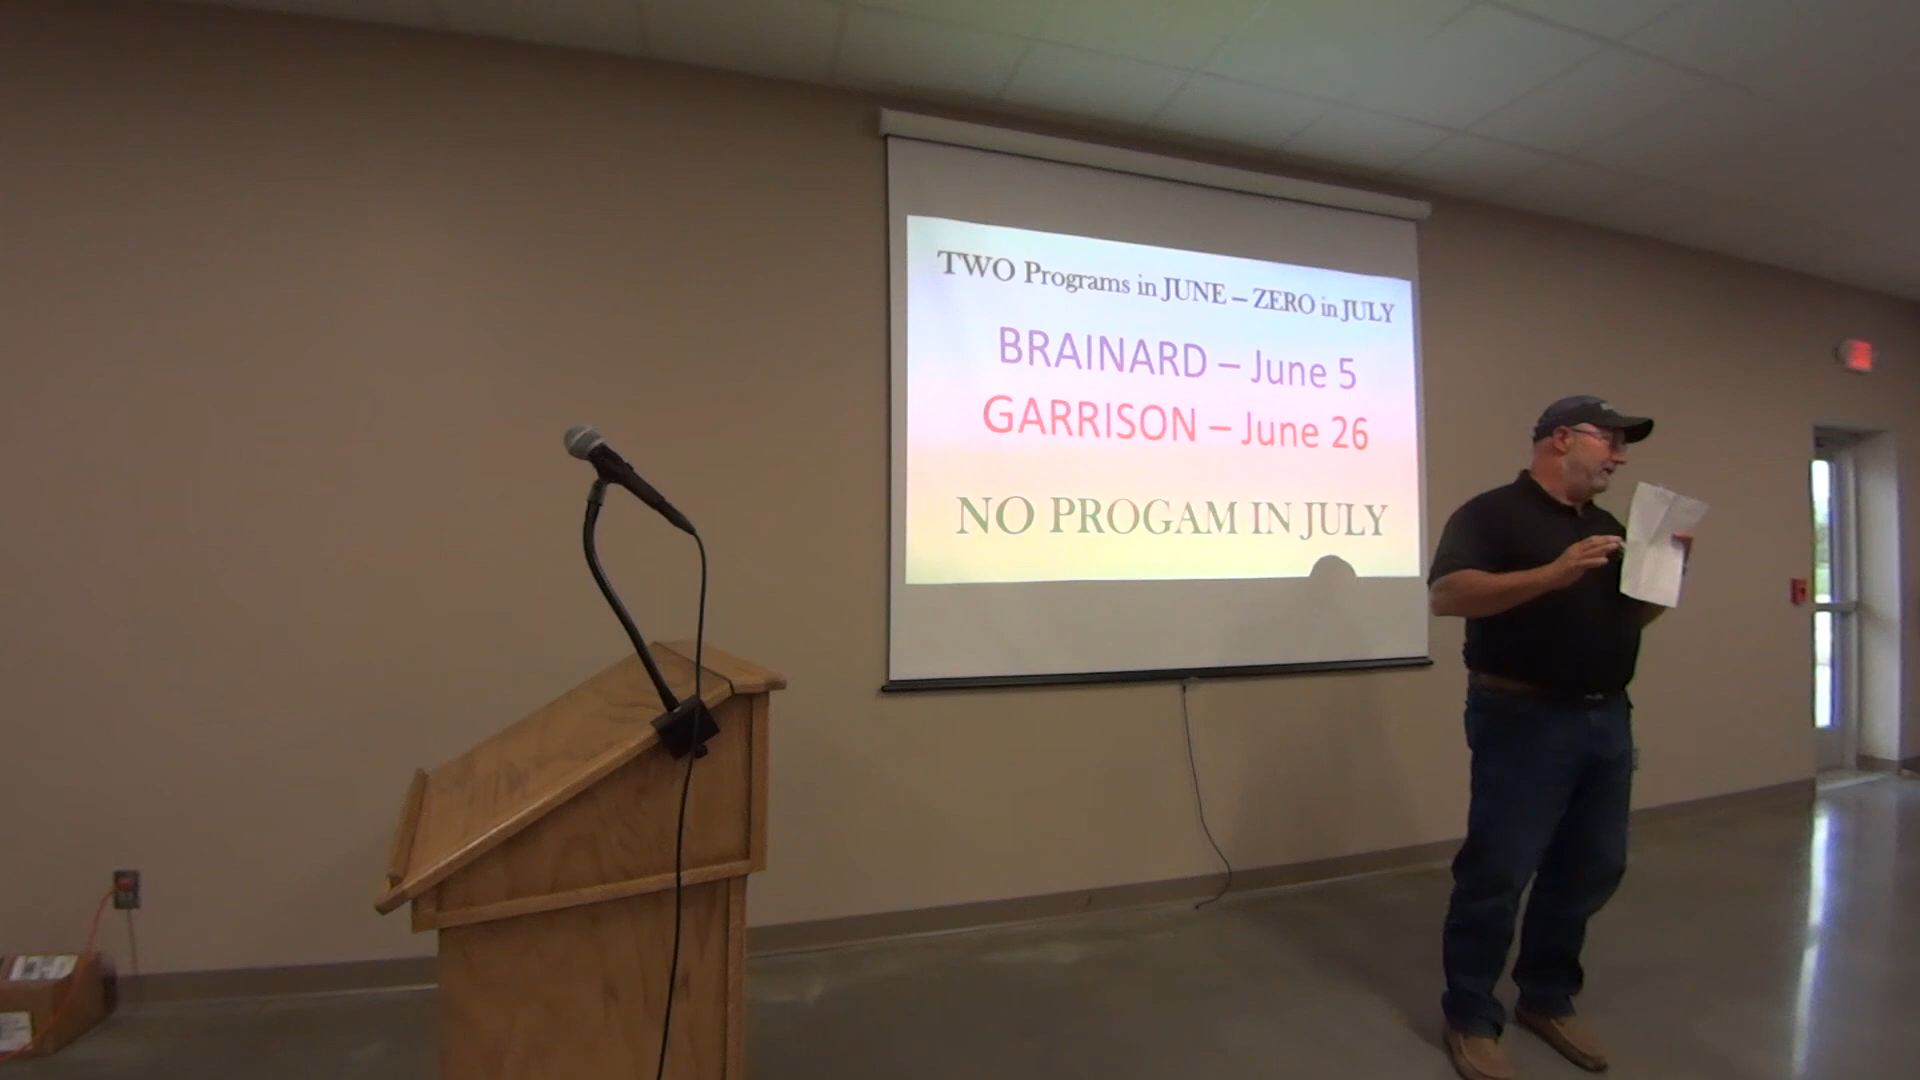 TWO Programs in JUNE – ZERO in JULY
BRAINARD – June 5
GARRISON – June 26
NO PROGAM IN JULY